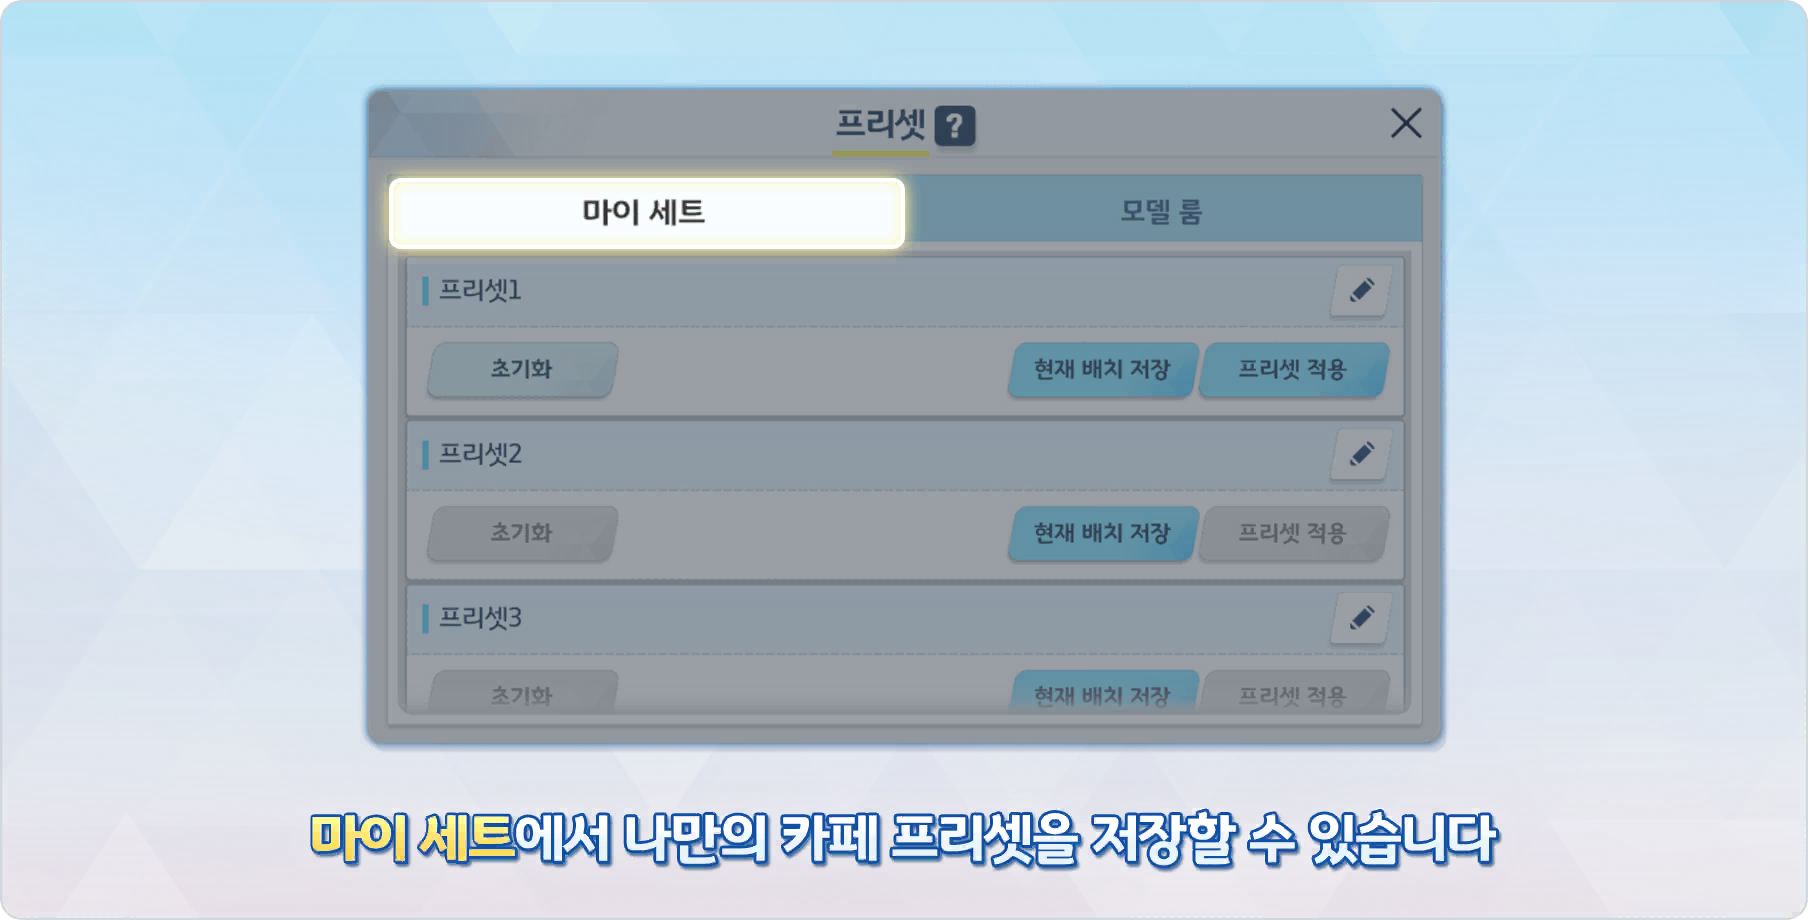 프리셋 ?
마이 세트
모델 룸
프리셋1
초기화
현재 배치 저장
프리셋 적용
프리셋2
초기화
현재 배치 저장
프리셋 적용
프리셋3
초기화
현재 배치 저장
프리셋 적용
마이 세트에서 나만의 카페 프리셋을 저장할 수 있습니다